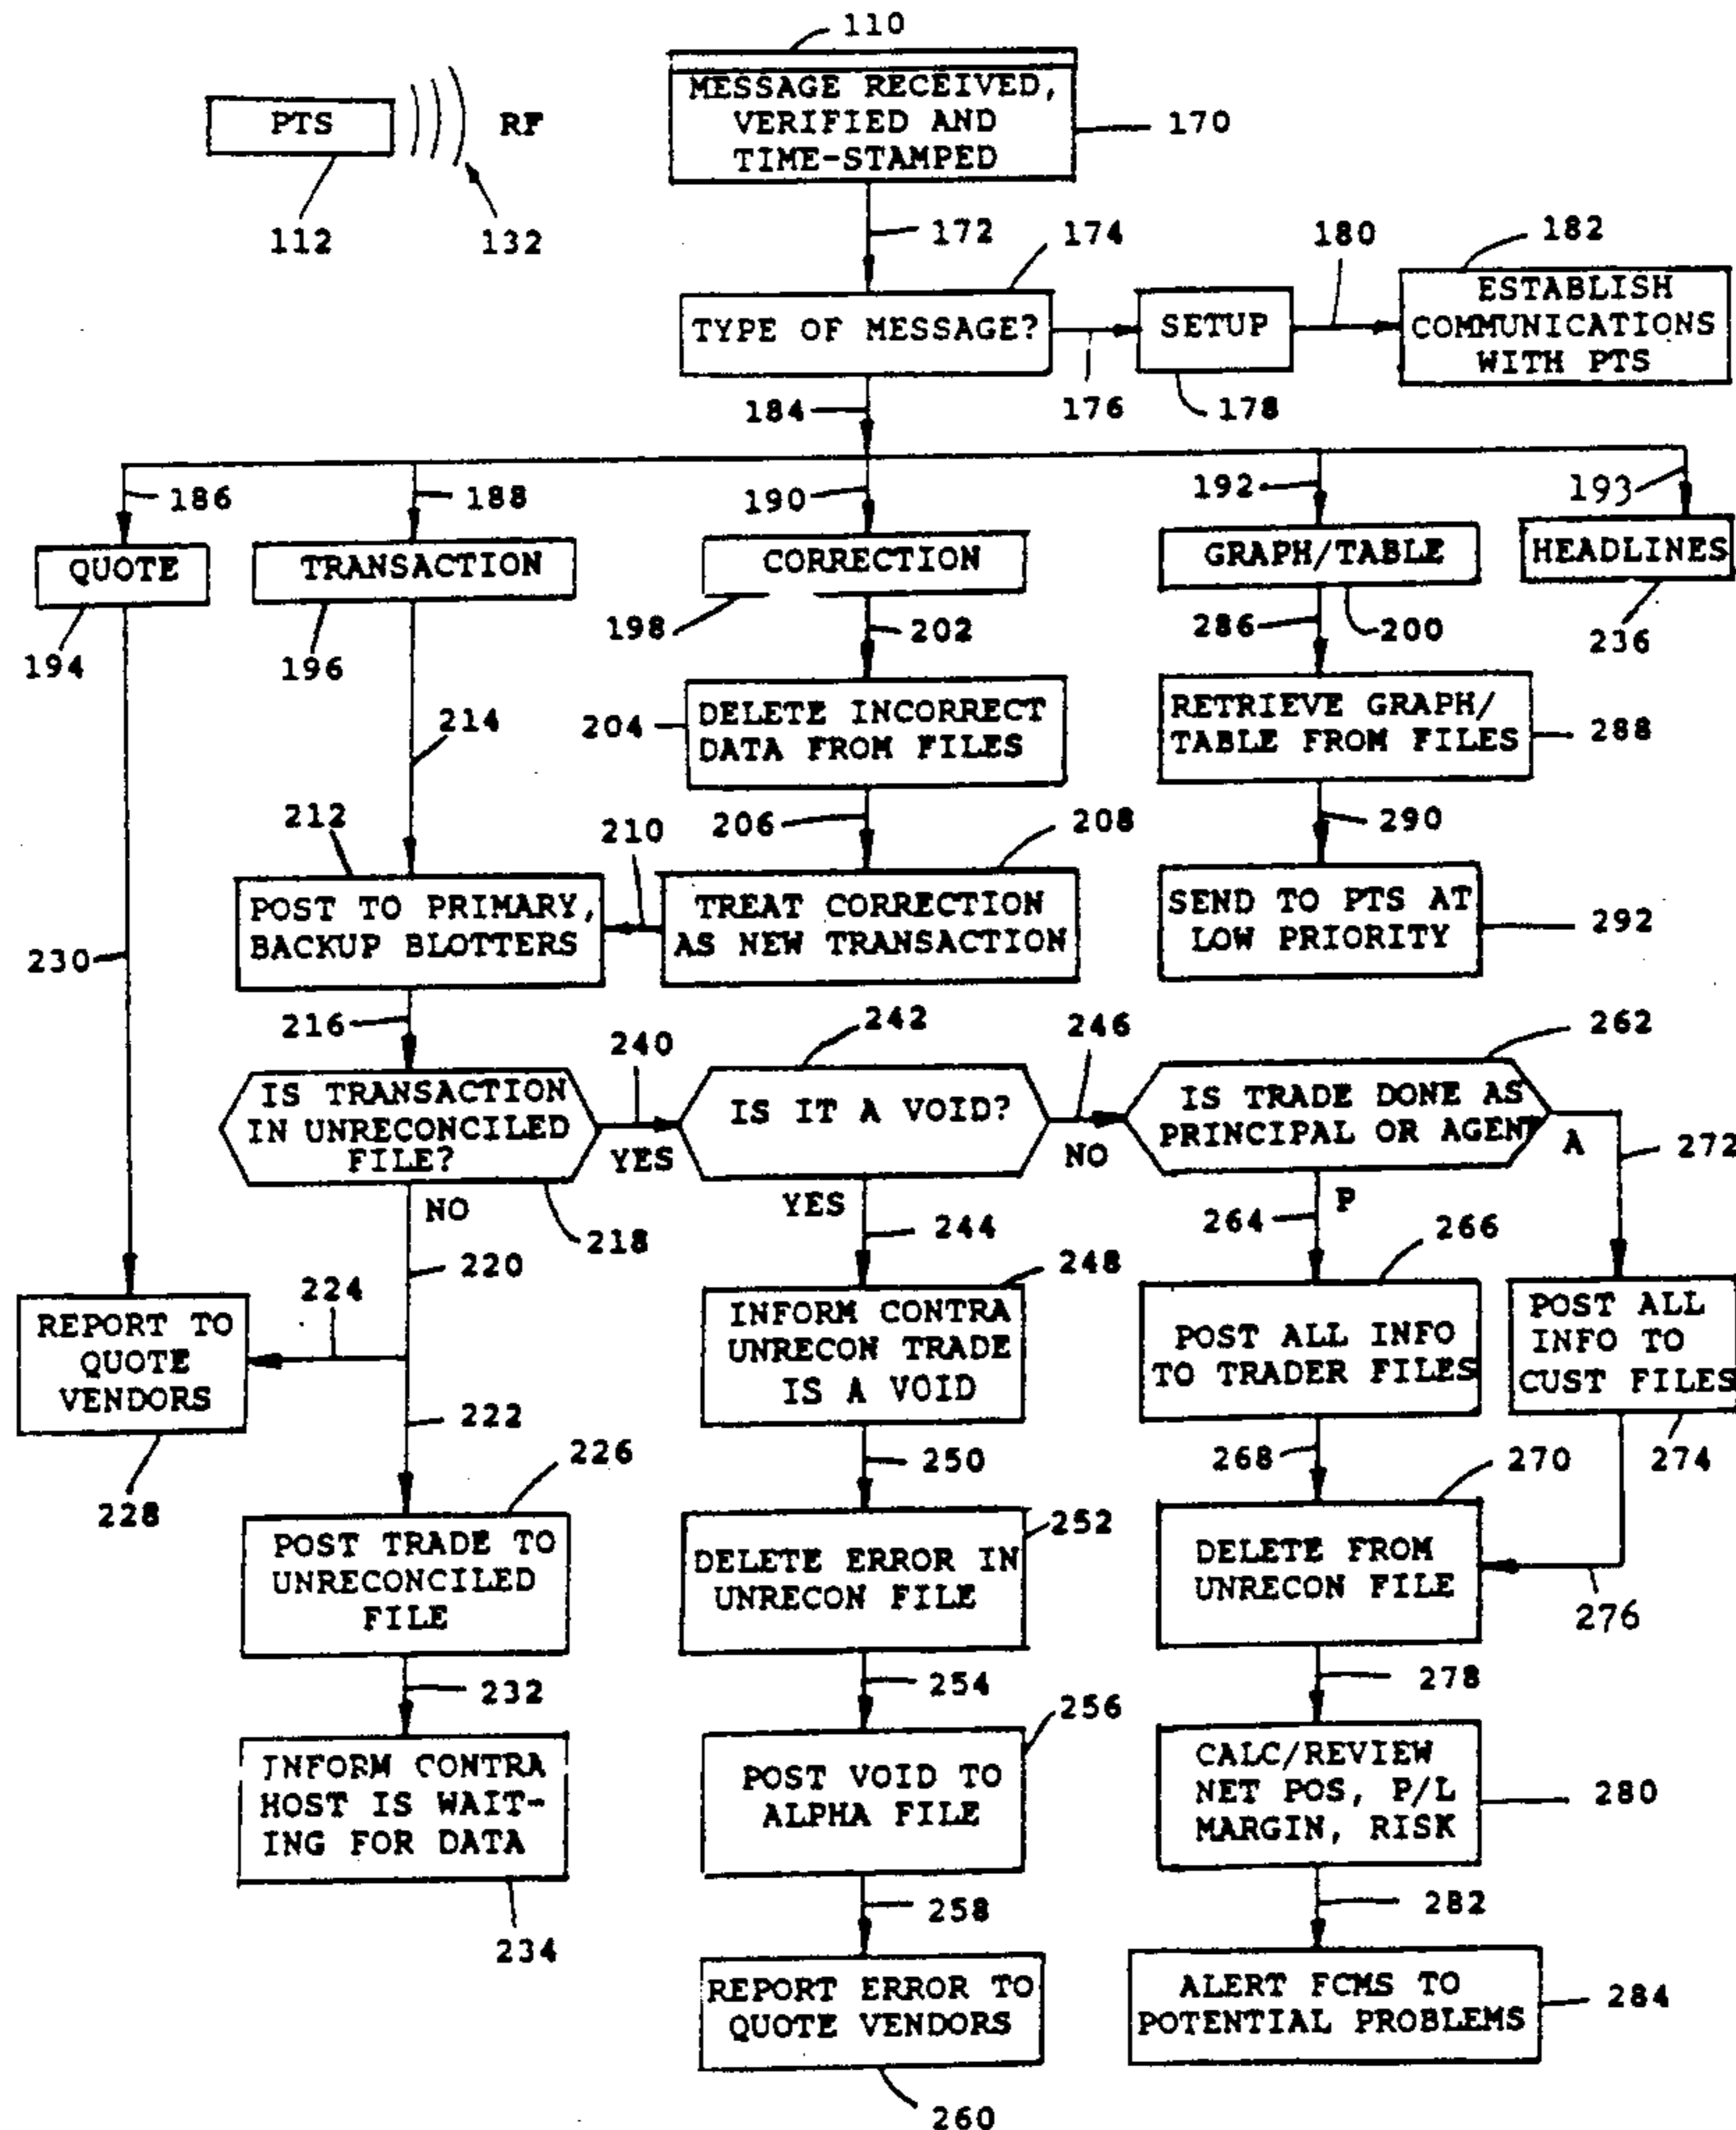 110
MESSAGE RECEIVED,
VERIFIED AND
TIME-STAMPED
170
PTS
RF
112
132
172
174
180
182
TYPE OF MESSAGE?
SETUP
ESTABLISH
COMMUNICATIONS
WITH PTS
184
176
178
186
188
190
192
193
QUOTE
TRANSACTION
CORRECTION
GRAPH/TABLE
HEADLINES
194
196
198
202
286
200
236
214
204
DELETE INCORRECT
DATA FROM FILES
RETRIEVE GRAPH/
TABLE FROM FILES
288
212
210
206
208
290
POST TO PRIMARY,
BACKUP BLOTTERS
TREAT CORRECTION
AS NEW TRANSACTION
SEND TO PTS AT
LOW PRIORITY
292
230
216
240
242
246
262
IS TRANSACTION
IN UNRECONCILED
FILE?
YES
IS IT A VOID?
NO
IS TRADE DONE AS
PRINCIPAL OR AGENT
A
272
NO
218
YES
P
220
244
264
266
224
248
REPORT TO
QUOTE
VENDORS
INFORM CONTRA
UNRECON TRADE
IS A VOID
POST ALL INFO
TO TRADER FILES
POST ALL
INFO TO
CUST FILES
222
228
226
250
268
270
274
252
POST TRADE TO
UNRECONCILED
FILE
DELETE ERROR IN
UNRECON FILE
DELETE FROM
UNRECON FILE
276
232
254
278
256
INFORM CONTRA
HOST IS WAIT-
ING FOR DATA
POST VOID TO
ALPHA FILE
CALC/REVIEW
NET POS, P/L
MARGIN, RISK
280
234
258
282
REPORT ERROR TO
QUOTE VENDORS
ALERT FCMS TO
POTENTIAL PROBLEMS
284
260